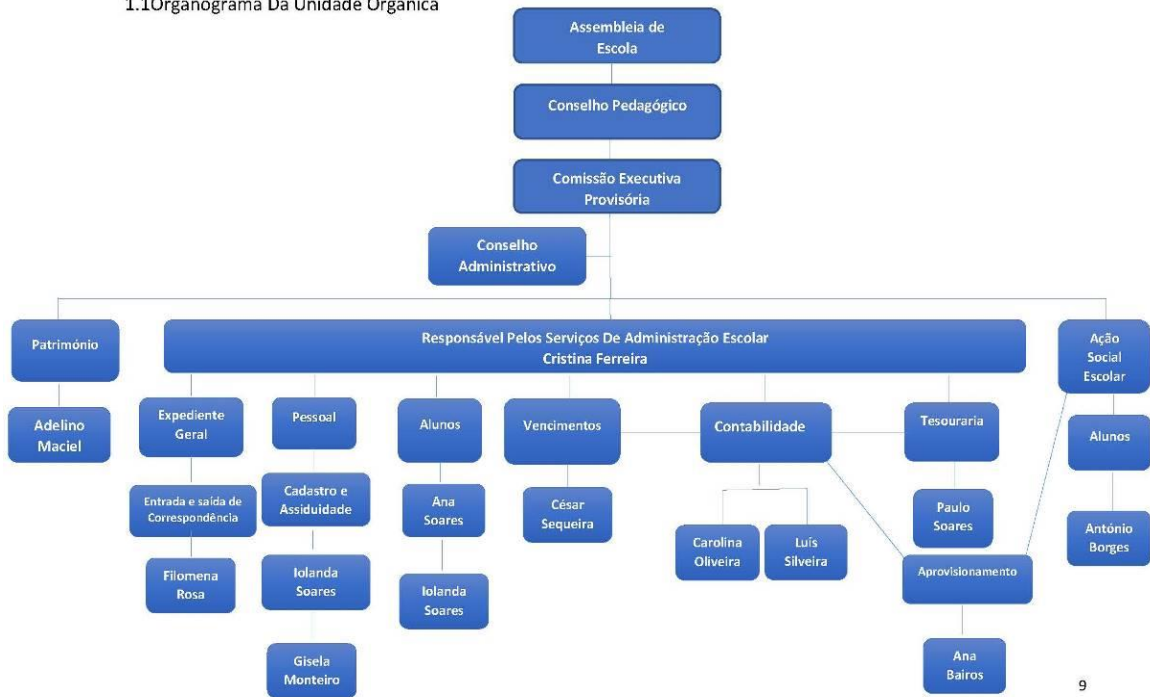 1.1Organograma Da Unidade Orgânica
Assembleia de
Escola
Conselho Pedagógico
Comissão Executiva
Provisória
Conselho
Administrativo
Património
Responsável Pelos Serviços De Administração Escolar
Cristina Ferreira
Ação
Social
Escolar
Adelino
Maciel
Expediente
Geral
Pessoal
Alunos
Vencimentos
Contabilidade
Tesouraria
Alunos
Entrada e saída de
Correspondência
Cadastro e
Assiduidade
Ana
Soares
César
Sequeira
Carolina
Oliveira
Luís
Silveira
Paulo
Soares
António
Borges
Filomena
Rosa
Iolanda
Soares
Iolanda
Soares
Aprovisionamento
Gisela
Monteiro
Ana
Bairos
9